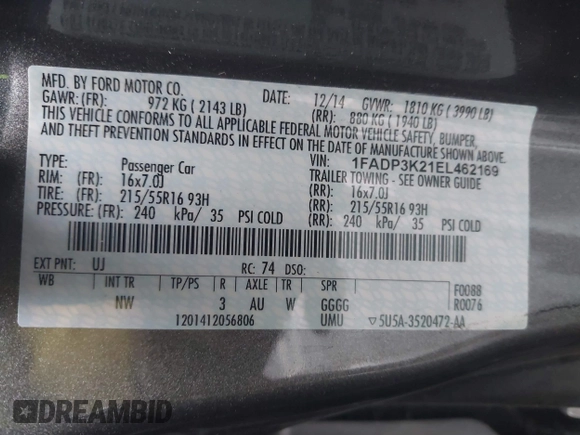 MFD. BY FORD MOTOR CO.
DATE: 12/14 GVWR: 1810 KG ( 3990 LB)
GAWR: (FR): 972 KG ( 2143 LB) (RR): 880 KG ( 1940 LB)
THIS VEHICLE CONFORMS TO ALL APPLICABLE FEDERAL MOTOR VEHICLE SAFETY, BUMPER,
AND THEFT PREVENTION STANDARDS IN EFFECT ON THE DATE OF MANUFACTURE SHOWN ABOVE.
VIN: 1FADP3K21EL462169
TYPE: Passenger Car TRAILER TOWING - SEE OWNER GUIDE
RIM: (FR): 16x7.0J (RR): 16x7.0J
TIRE: (FR): 215/55R16 93H (RR): 215/55R16 93H
PRESSURE: (FR): 240 kPa/ 35 PSI COLD (RR): 240 kPa/ 35 PSI COLD
EXT PNT: UJ RC: 74 DSO:
WB INT TR TP/PS R AXLE TR SPR F0088
NW 3 AU W GGGG R0076
1201412056806 UMU ▽5U5A-3520472-AA
DREAMBID